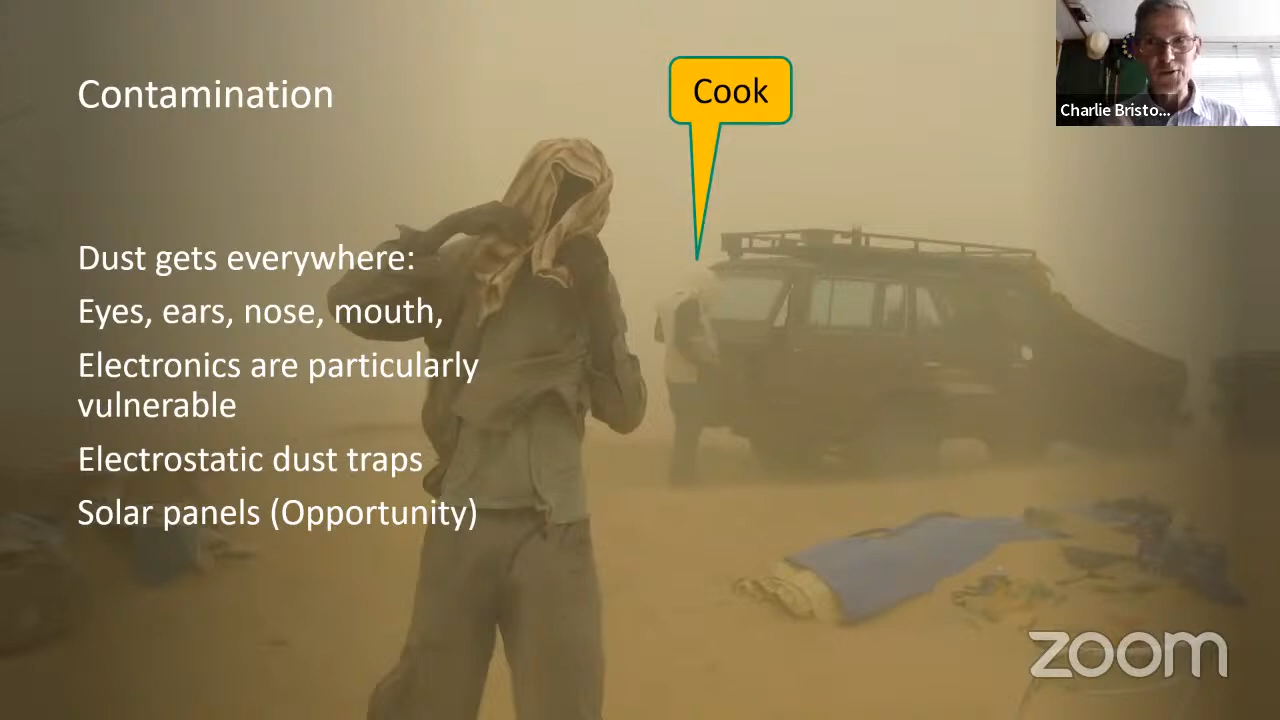 Contamination
Cook
Charlie Bristo...
Dust gets everywhere:
Eyes, ears, nose, mouth,
Electronics are particularly
vulnerable
Electrostatic dust traps
Solar panels (Opportunity)
zoom